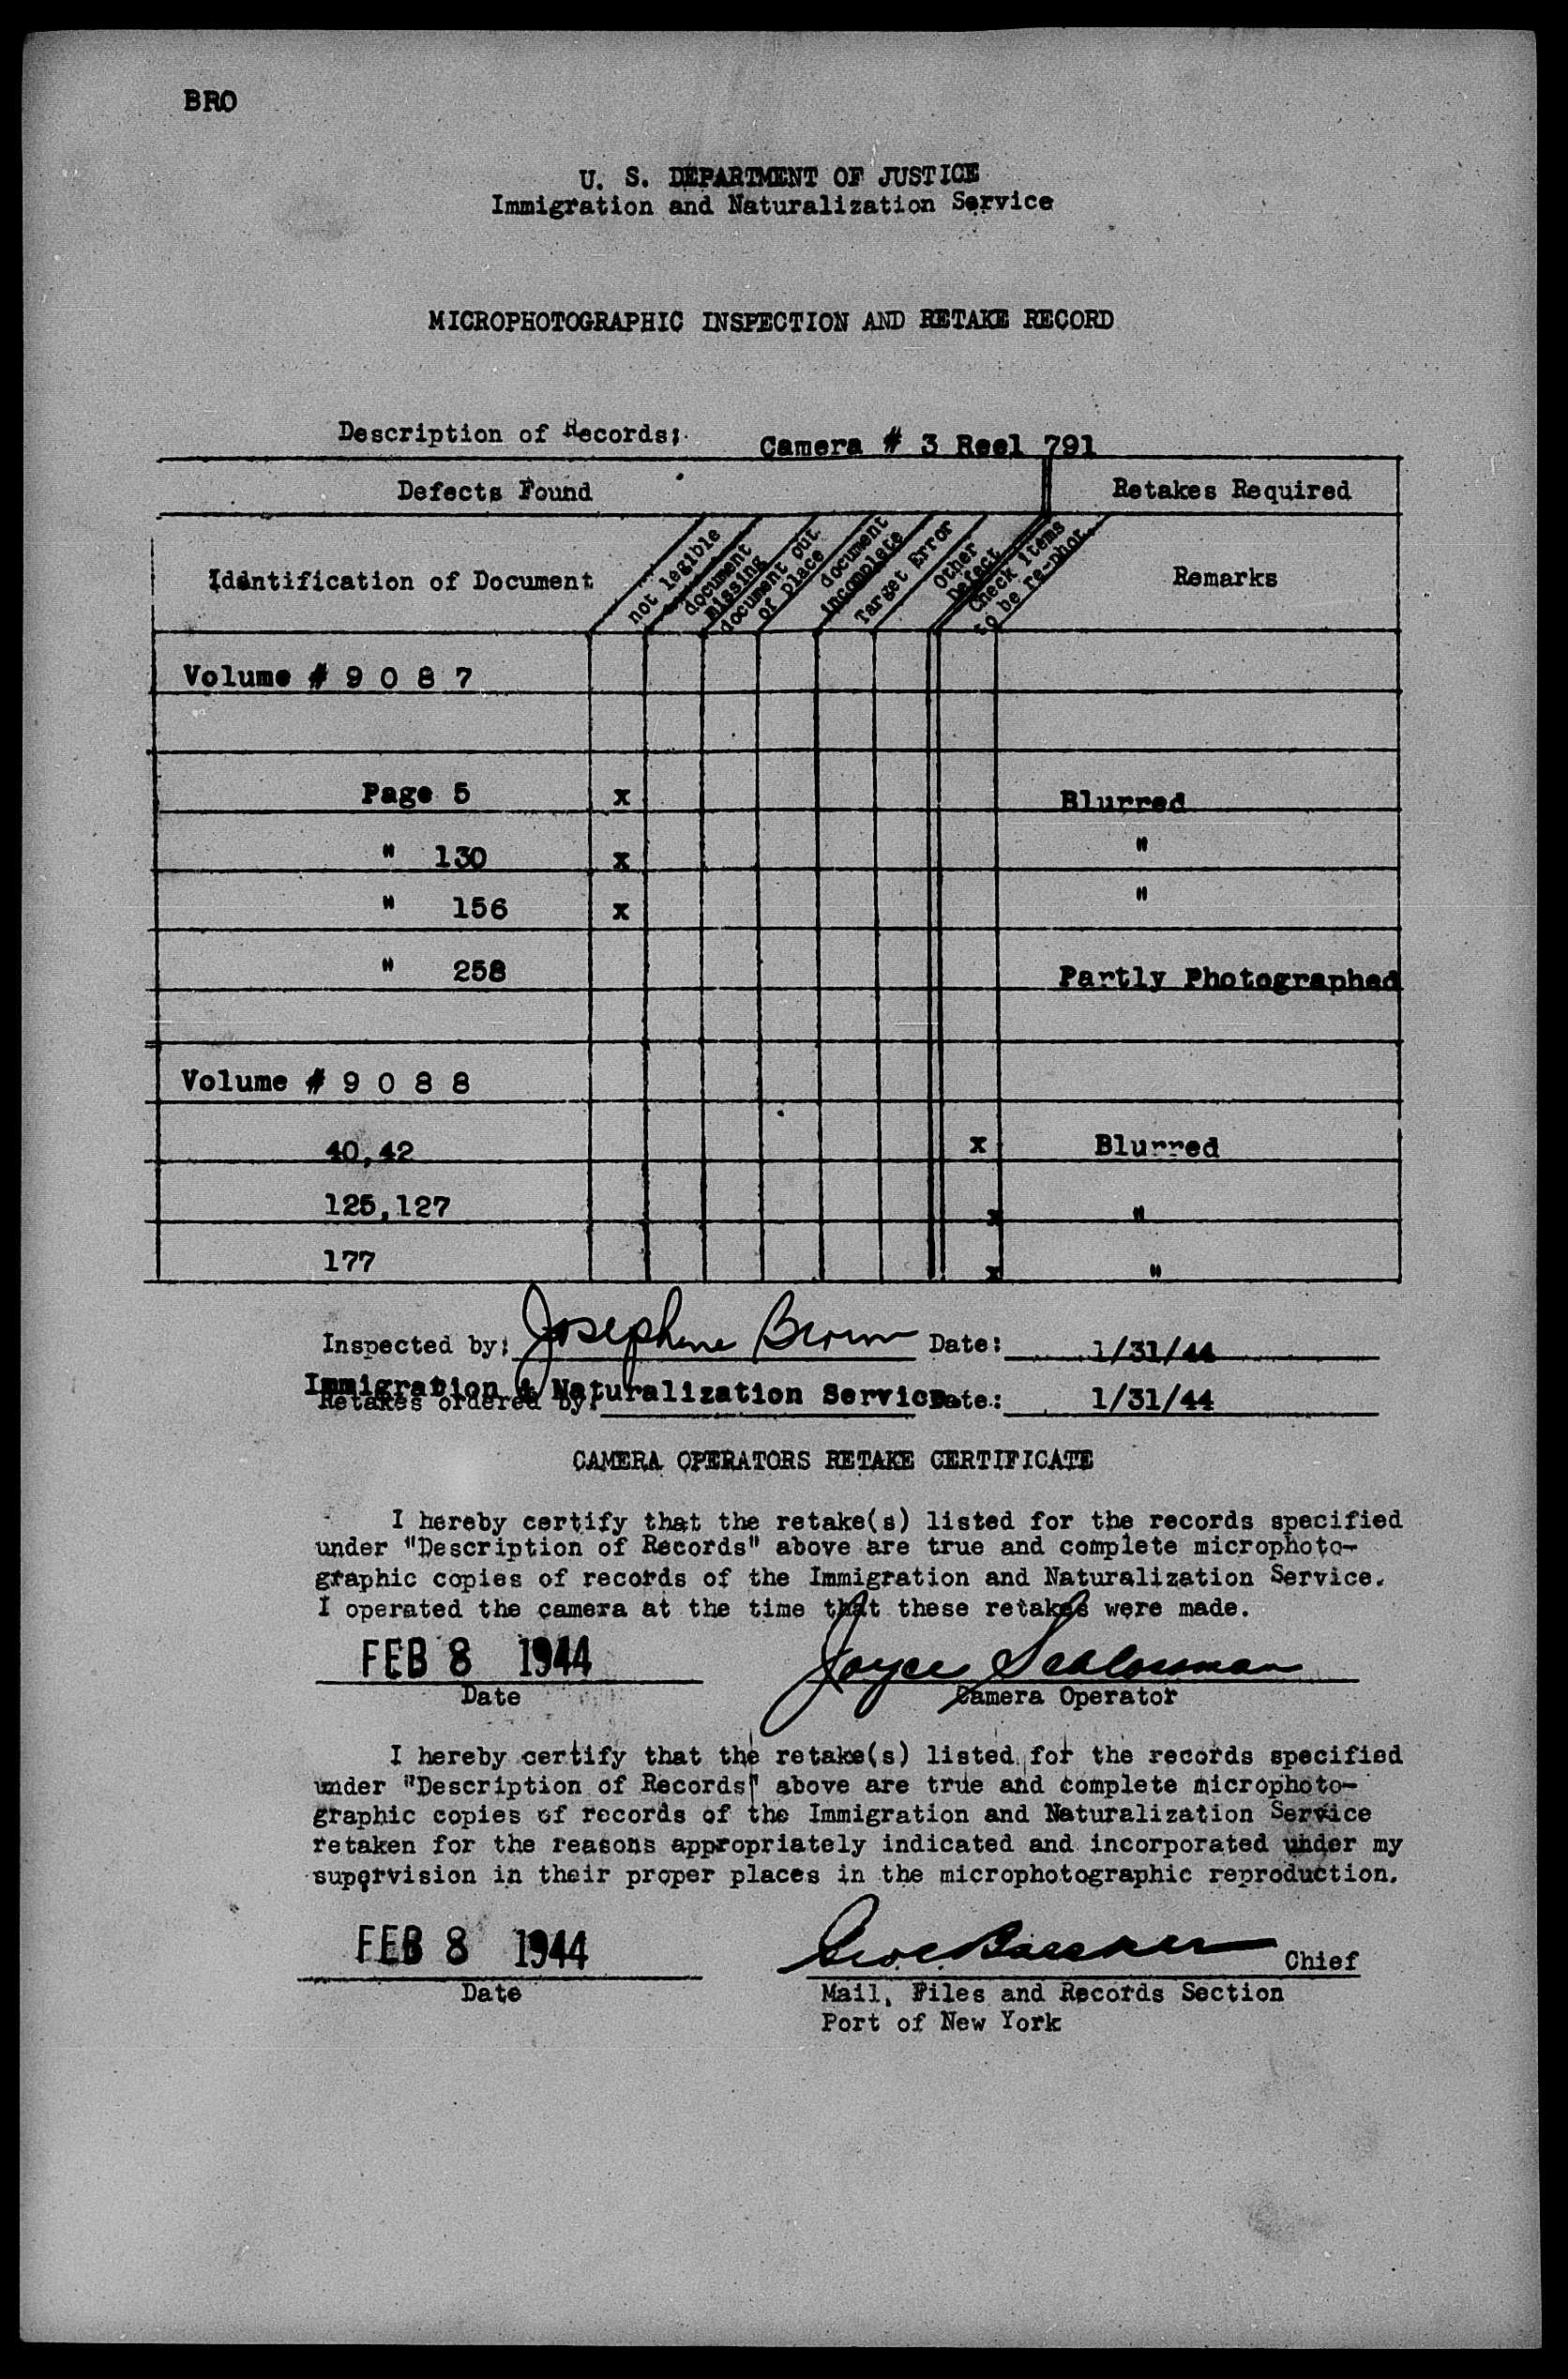 BRO
U. S. DEPARTMENT OF JUSTICE
Immigration and Naturalization Service
MICROPHOTOGRAPHIC INSPECTION AND RETAKE RECORD
Description of Records: Camera # 3 Reel 791
Defects Found Retakes Required
Identification of Document
not legible
document
missing
document out
of place
document
incomplete
Target Error
Other
Defect
Check items
to be re-phot.
Remarks
Volume # 9 0 8 7
Page 5 x Blurred
" 130 x "
" 156 x "
" 258 Partly Photographed
Volume # 9 0 8 8
40,42 x Blurred
125,127 x "
177 x "
Inspected by: Josephine Brown Date: 1/31/44
Immigration & Naturalization Service
Retakes ordered by: Date: 1/31/44
CAMERA OPERATORS RETAKE CERTIFICATE
I hereby certify that the retake(s) listed for the records specified
under "Description of Records" above are true and complete microphoto-
graphic copies of records of the Immigration and Naturalization Service.
I operated the camera at the time that these retakes were made.
FEB 8 1944 Joyce Schlossman
Date Camera Operator
I hereby certify that the retake(s) listed for the records specified
under "Description of Records" above are true and complete microphoto-
graphic copies of records of the Immigration and Naturalization Service
retaken for the reasons appropriately indicated and incorporated under my
supervision in their proper places in the microphotographic reproduction.
FEB 8 1944 Chief
Date Mail, Files and Records Section
Port of New York